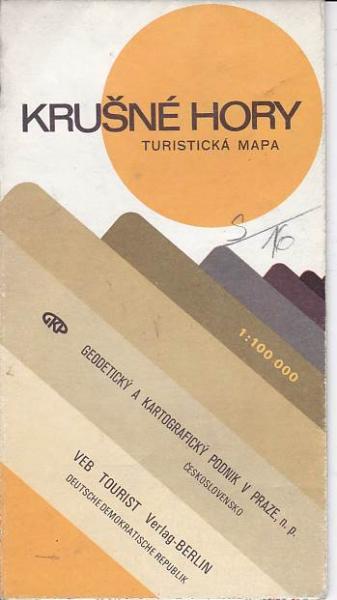 KRUŠNÉ HORY
TURISTICKÁ MAPA
S/16
1:100 000
GKP
GEODETICKÝ A KARTOGRAFICKÝ PODNIK V PRAZE, n. p.
ČESKOSLOVENSKO
VEB TOURIST Verlag-BERLIN
DEUTSCHE DEMOKRATISCHE REPUBLIK